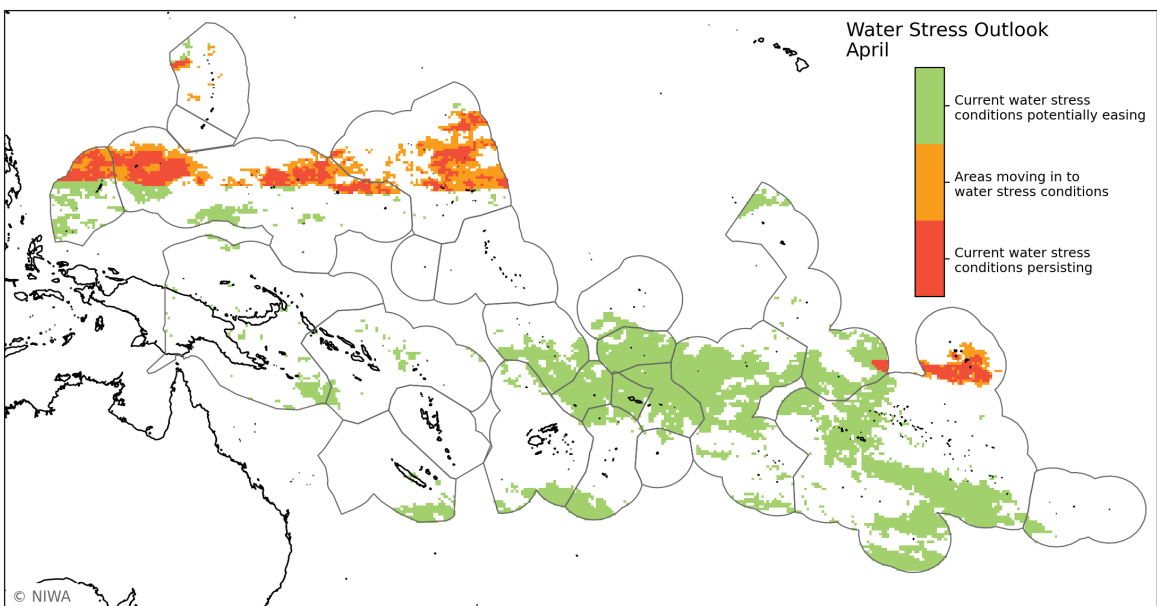 Water Stress Outlook
April
Current water stress
conditions potentially easing
Areas moving in to
water stress conditions
Current water stress
conditions persisting
© NIWA